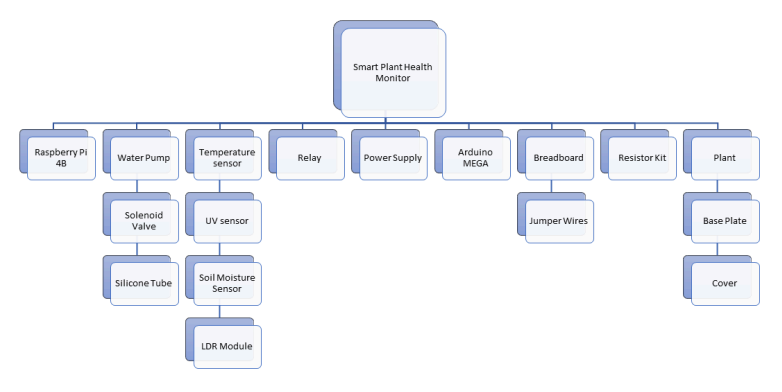 Smart Plant Health
Monitor
Raspberry Pi
4B
Water Pump
Temperature
sensor
Relay
Power Supply
Arduino
MEGA
Breadboard
Resistor Kit
Plant
Solenoid
Valve
UV sensor
Jumper Wires
Base Plate
Silicone Tube
Soil Moisture
Sensor
Cover
LDR Module